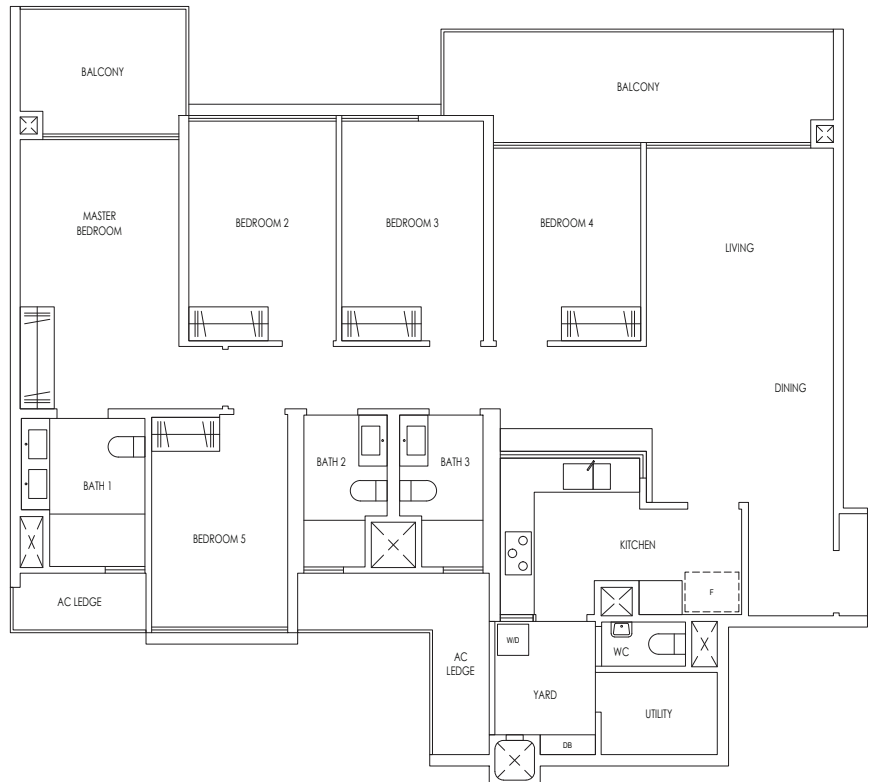 BALCONY
BALCONY
MASTER
BEDROOM
BEDROOM 2
BEDROOM 3
BEDROOM 4
LIVING
DINING
BATH 1
BATH 2
BATH 3
BEDROOM 5
KITCHEN
F
AC LEDGE
W/D
WC
AC
LEDGE
YARD
UTILITY
DB